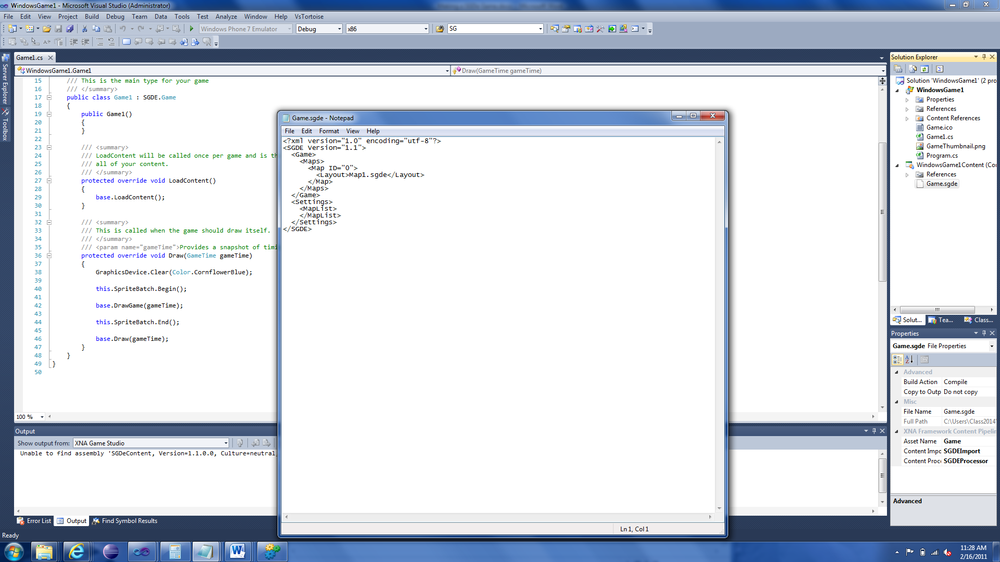 WindowsGame1 - Microsoft Visual Studio (Administrator)
File Edit View Project Build Debug Team Data Tools Test Analyze Window Help VsTortoise
Windows Phone 7 Emulator Debug x86 SG
Server Explorer
Toolbox
Game1.cs
WindowsGame1.Game1 Draw(GameTime gameTime)
15 /// This is the main type for your game
16 /// </summary>
17 public class Game1 : SGDE.Game
18 {
19 public Game1()
20 {
21 }
22
23 /// <summary>
24 /// LoadContent will be called once per game and is th
25 /// all of your content.
26 /// </summary>
27 protected override void LoadContent()
28 {
29 base.LoadContent();
30 }
31
32 /// <summary>
33 /// This is called when the game should draw itself.
34 /// </summary>
35 /// <param name="gameTime">Provides a snapshot of timi
36 protected override void Draw(GameTime gameTime)
37 {
38 GraphicsDevice.Clear(Color.CornflowerBlue);
39
40 this.SpriteBatch.Begin();
41
42 base.DrawGame(gameTime);
43
44 this.SpriteBatch.End();
45
46 base.Draw(gameTime);
47 }
48 }
49 }
50
100 %
Output
Show output from: XNA Game Studio
Unable to find assembly 'SGDeContent, Version=1.1.0.0, Culture=neutral,
Error List Output Find Symbol Results
Ready
Game.sgde - Notepad
File Edit Format View Help
<?xml version="1.0" encoding="utf-8"?>
<SGDE Version="1.1">
<Game>
<Maps>
<Map ID="0">
<Layout>Map1.sgde</Layout>
</Map>
</Maps>
</Game>
<Settings>
<MapList>
</MapList>
</Settings>
</SGDE>
Ln 1, Col 1
Solution Explorer
Solution 'WindowsGame1' (2 pro
WindowsGame1
Properties
References
Content References
Game.ico
Game1.cs
GameThumbnail.png
Program.cs
WindowsGame1Content (Co
References
Game.sgde
Solut... Tea... Class...
Properties
Game.sgde File Properties
Advanced
Build Action Compile
Copy to Outp Do not copy
Misc
File Name Game.sgde
Full Path C:\Users\Class2014
XNA Framework Content Pipelin
Asset Name Game
Content Impo SGDEImport
Content Proc SGDEProcessor
Advanced
11:28 AM
2/16/2011